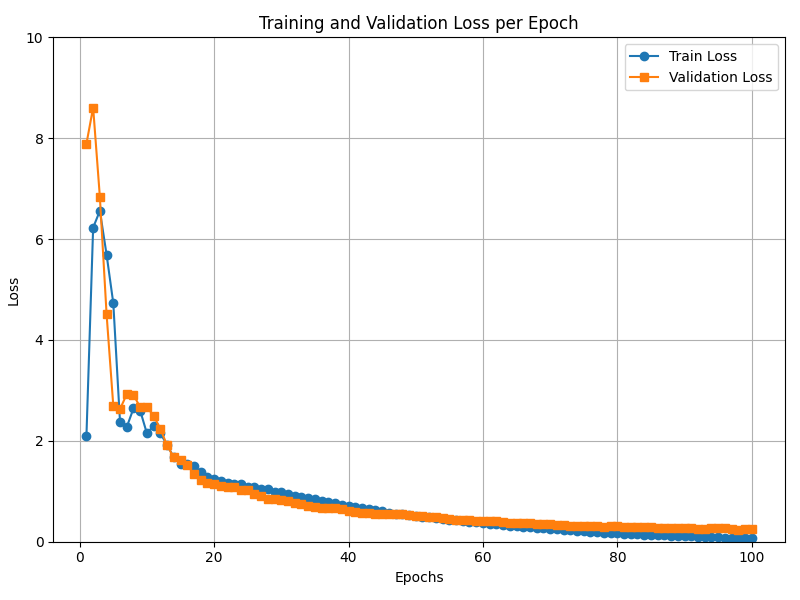 Training and Validation Loss per Epoch
10
8
6
4
2
0
Loss
Train Loss
Validation Loss
0 20 40 60 80 100
Epochs